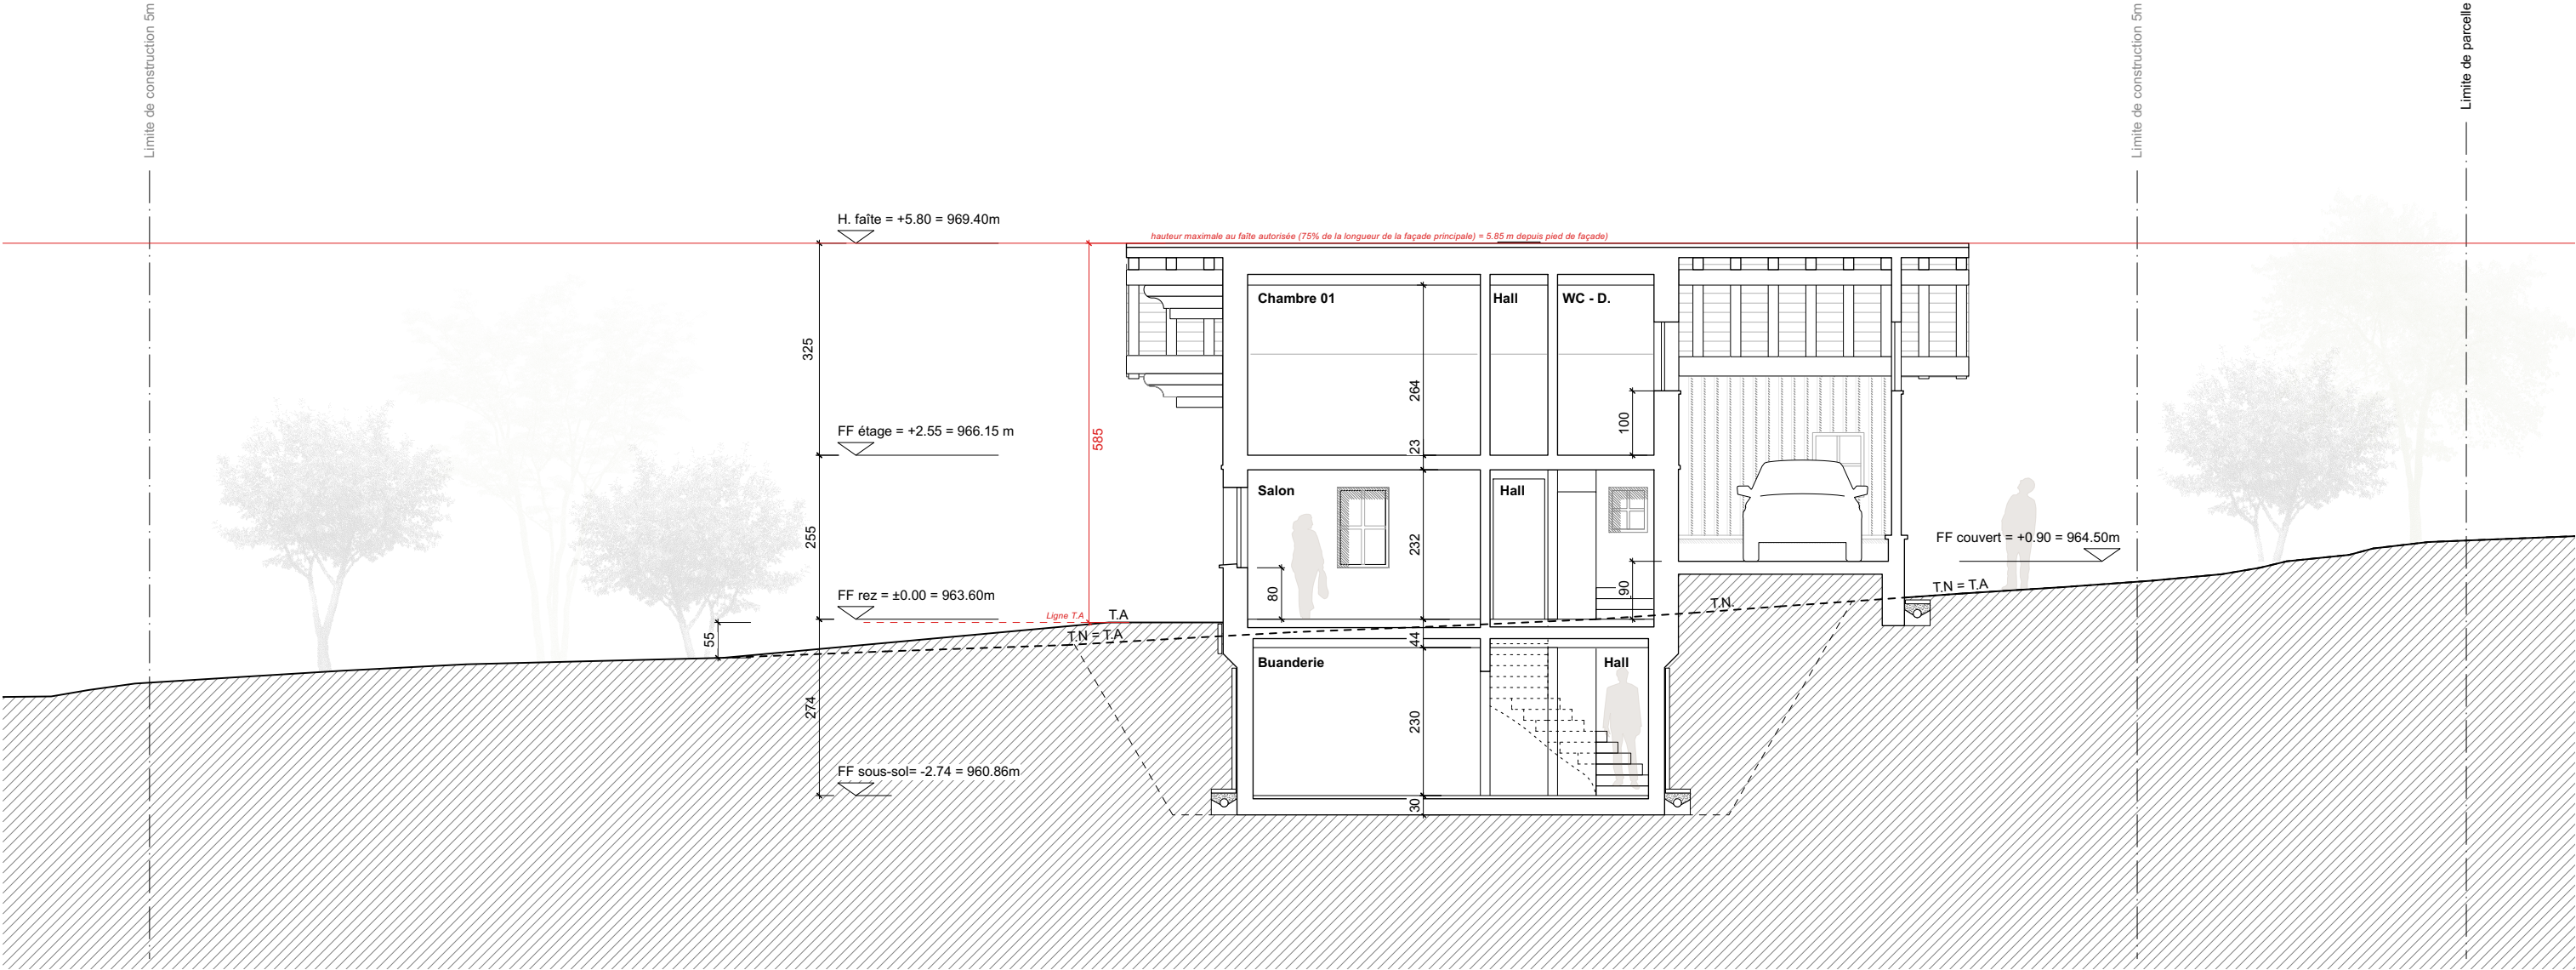 Limite de construction 5m
Limite de construction 5m
Limite de parcelle
H. faîte = +5.80 = 969.40m
hauteur maximale au faîte autorisée (75% de la longueur de la façade principale) = 5.85 m depuis pied de façade)
Chambre 01
Hall
WC - D.
325
264
100
FF étage = +2.55 = 966.15 m
585
23
Salon
Hall
255
232
FF couvert = +0.90 = 964.50m
80
90
FF rez = ±0.00 = 963.60m
Ligne T.A
T.A
T.N.
T.N = T.A
55
T.N = T.A
44
Buanderie
Hall
274
230
FF sous-sol= -2.74 = 960.86m
30